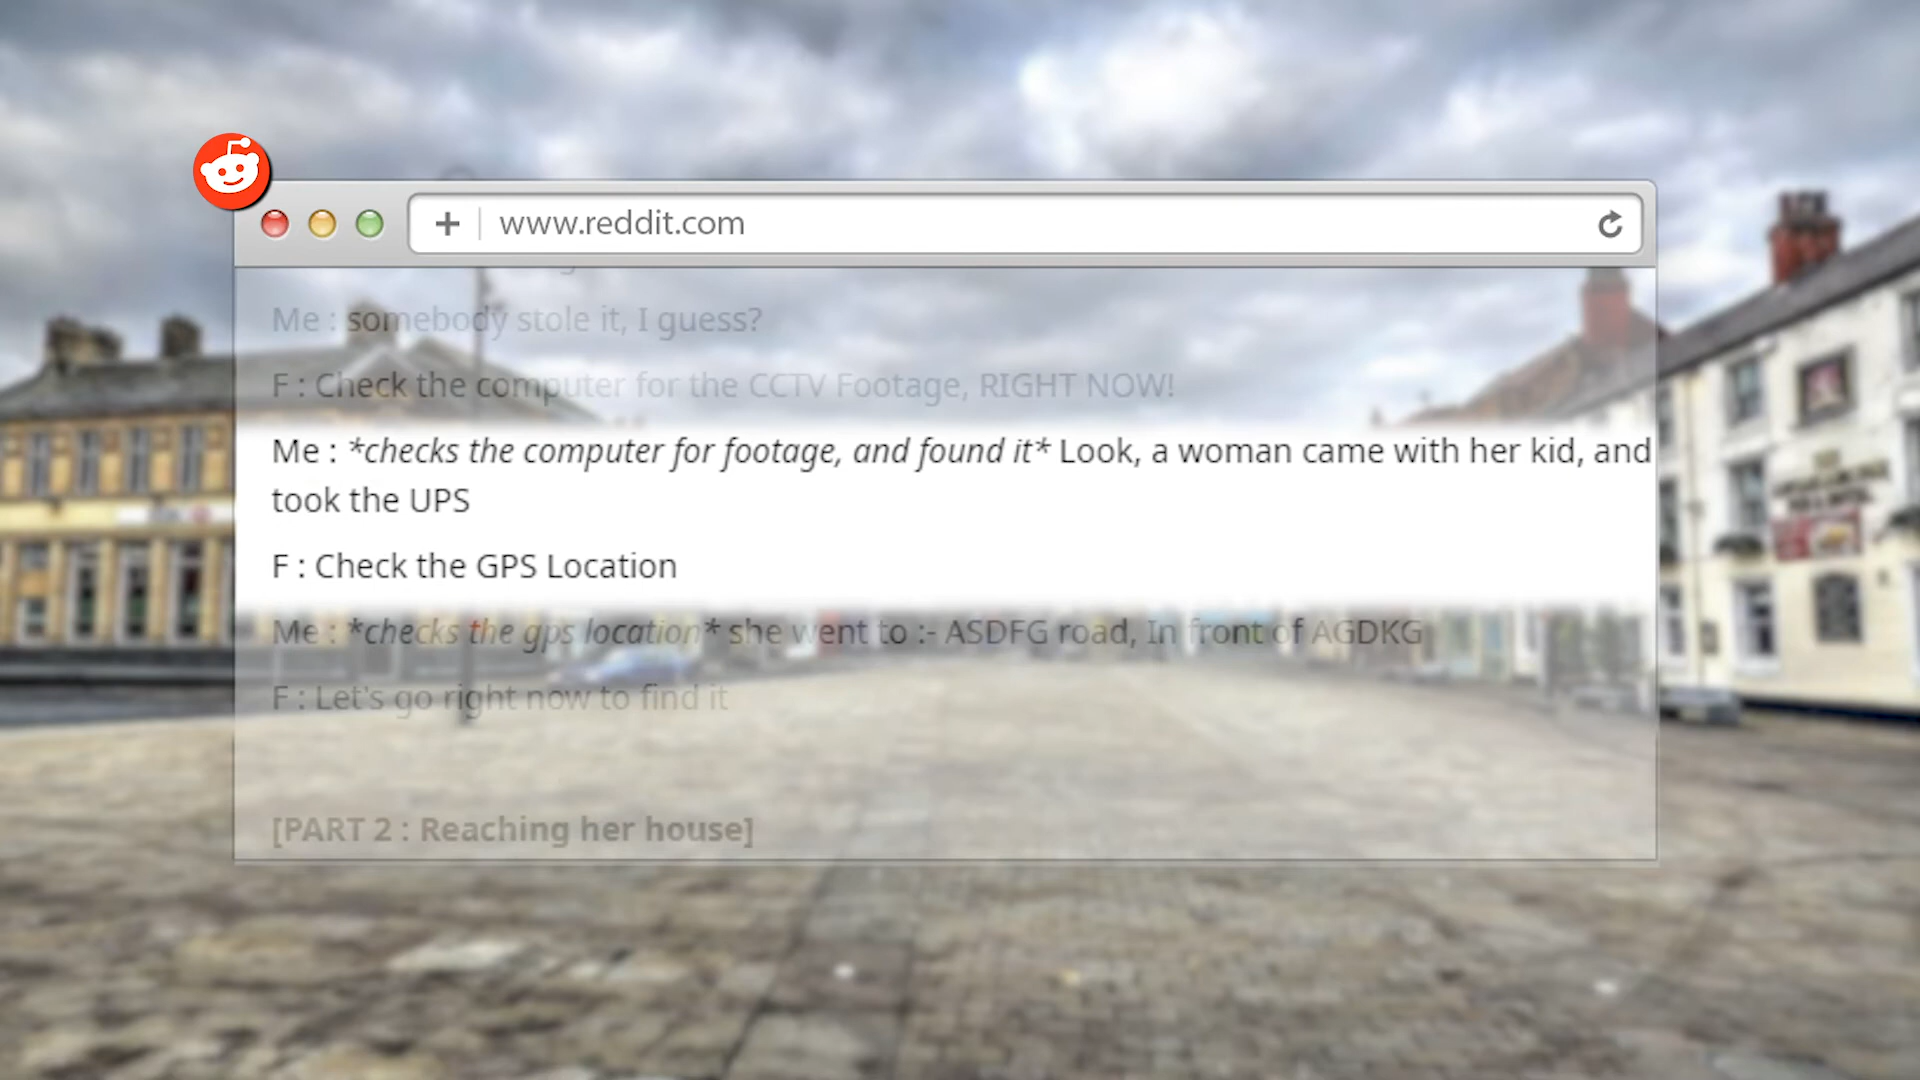 www.reddit.com
Me : somebody stole it, I guess?
F : Check the computer for the CCTV Footage, RIGHT NOW!
Me : *checks the computer for footage, and found it* Look, a woman came with her kid, and
took the UPS
F : Check the GPS Location
Me : *checks the gps location* she went to :- ASDFG road, In front of AGDKG
F : Let's go right now to find it
[PART 2 : Reaching her house]